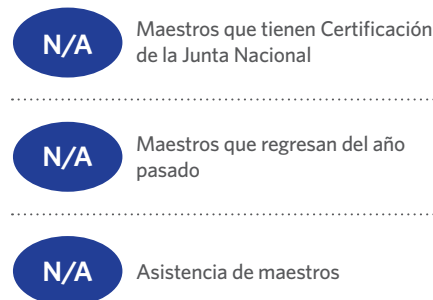 N/A
Maestros que tienen Certificación
de la Junta Nacional
N/A
Maestros que regresan del año
pasado
N/A
Asistencia de maestros